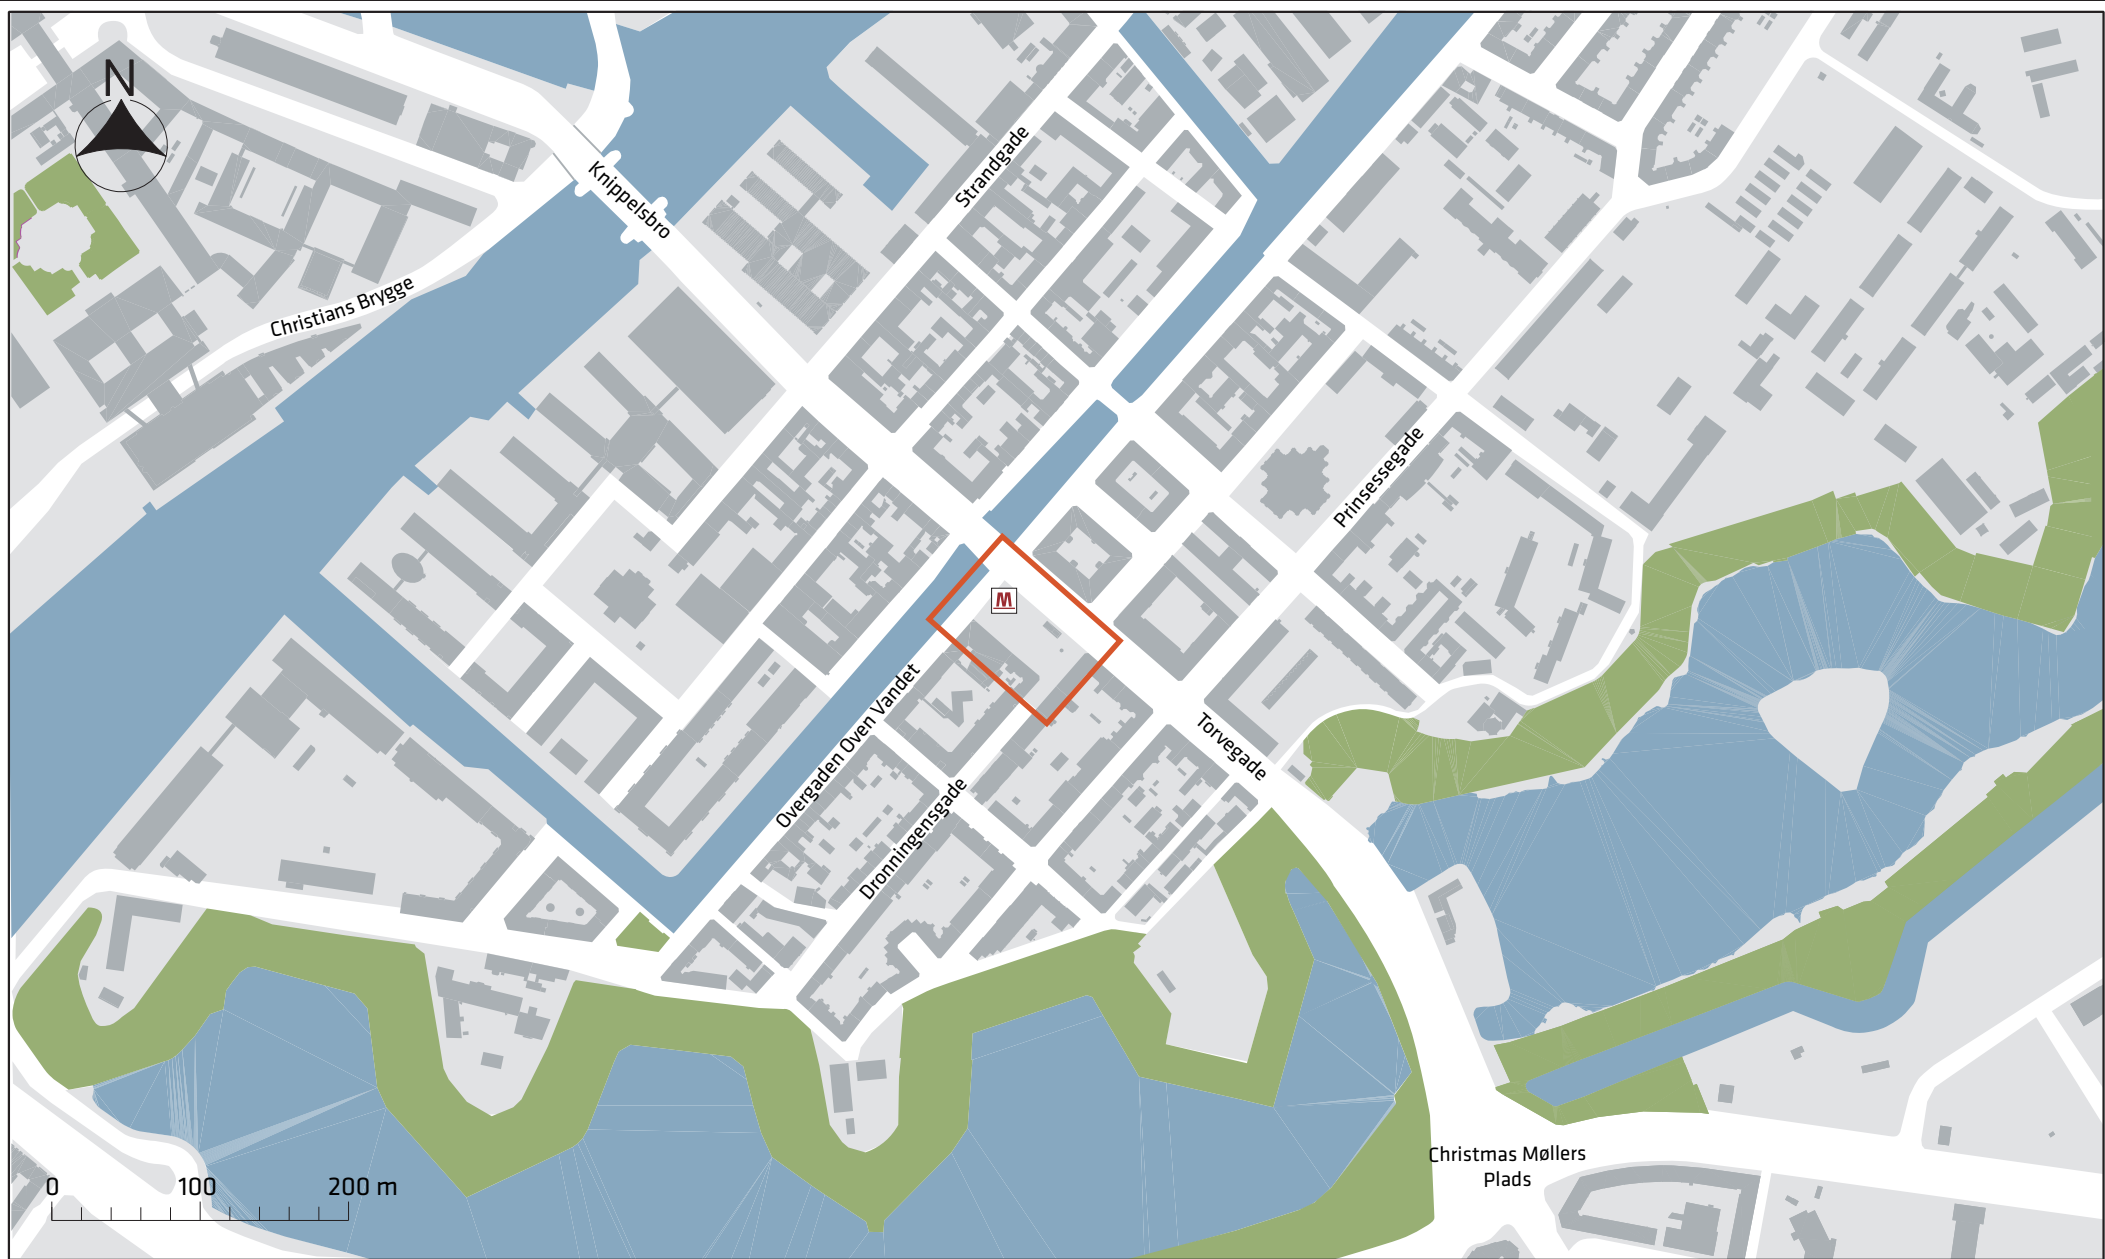 N
Knippelsbro
Strandgade
Christians Brygge
Prinsessegade
M
Overgaden Oven Vandet
Torvegade
Dronningensgade
Christmas Møllers
Plads
0 100 200 m